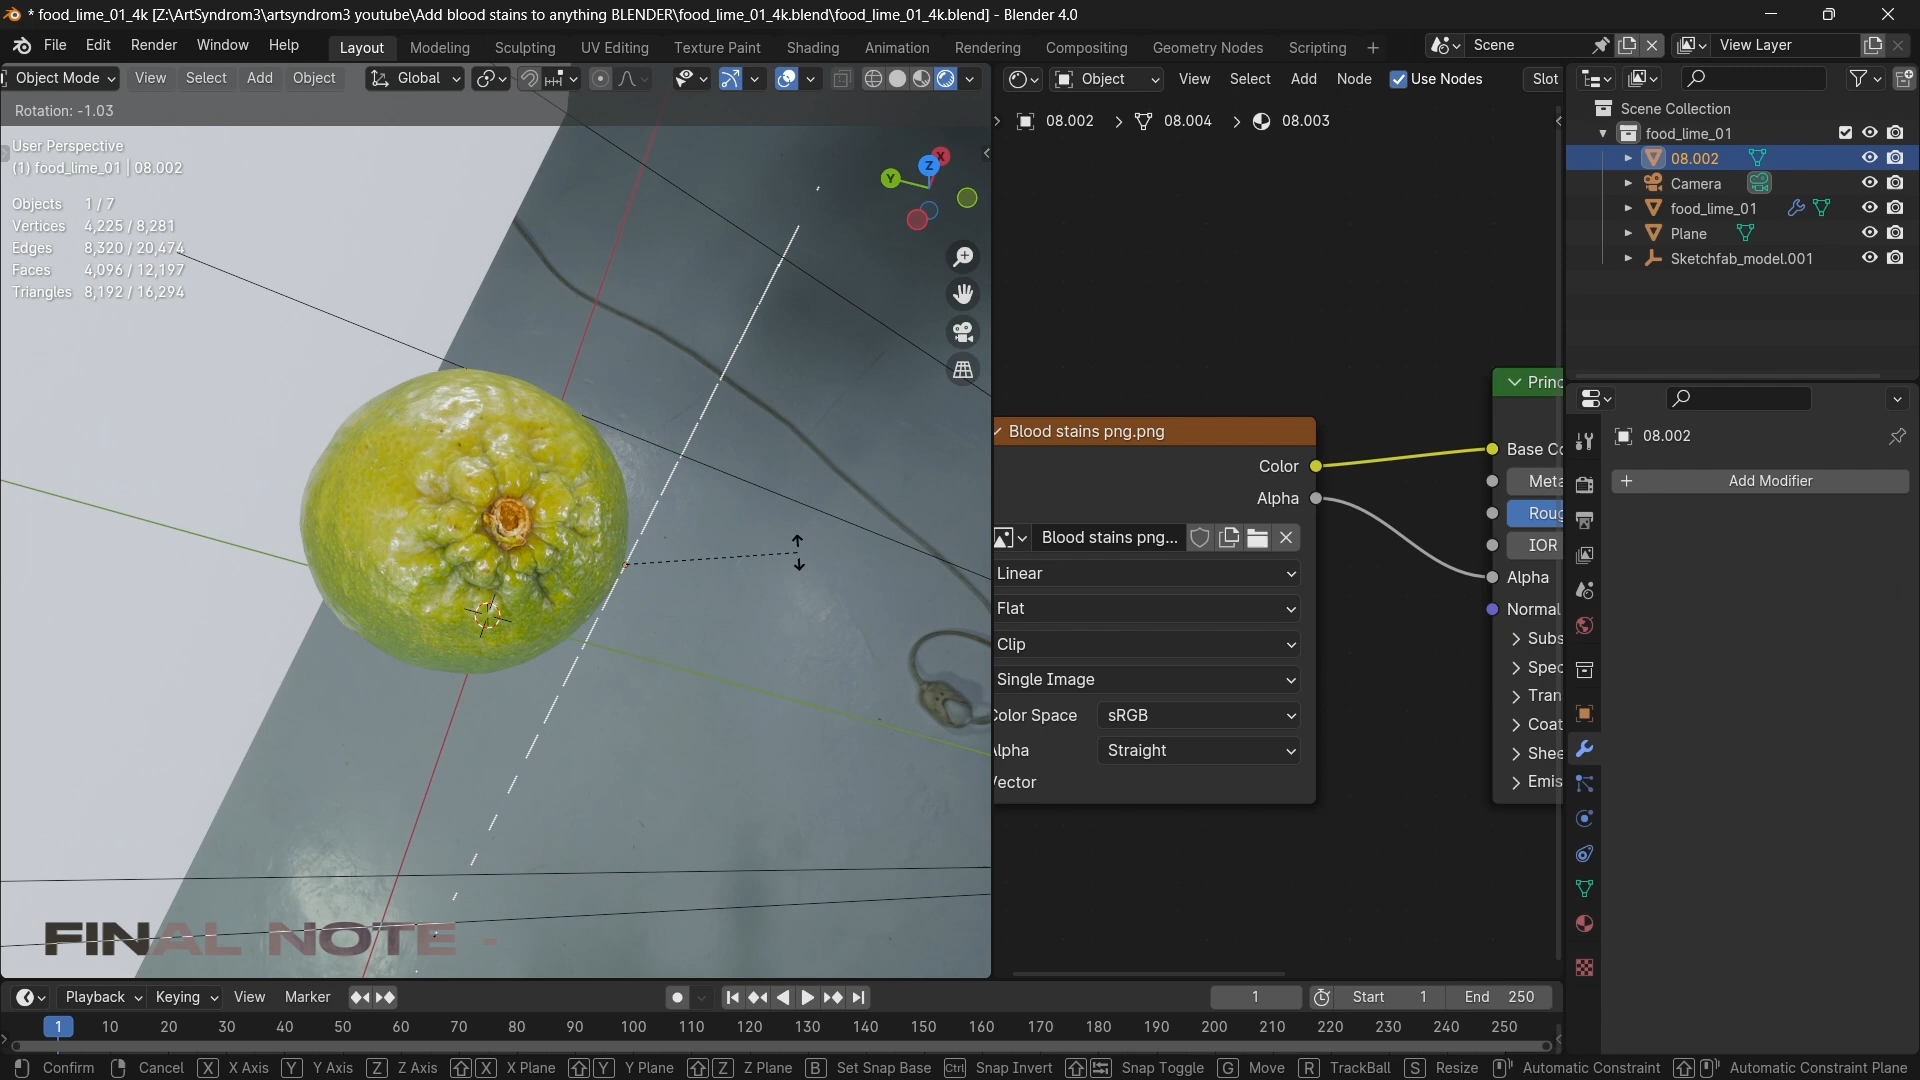 * food_lime_01_4k [Z:\ArtSyndrom3\artsyndrom3 youtube\Add blood stains to anything BLENDER\food_lime_01_4k.blend\food_lime_01_4k.blend] - Blender 4.0
File Edit Render Window Help Layout Modeling Sculpting UV Editing Texture Paint Shading Animation Rendering Compositing Geometry Nodes Scripting + Scene View Layer
Object Mode View Select Add Object Global Object View Select Add Node Use Nodes Slot
Rotation: -1.03
08.002 > 08.004 > 08.003
User Perspective
(1) food_lime_01 | 08.002
Objects 1 / 7
Vertices 4,225 / 8,281
Edges 8,320 / 20,474
Faces 4,096 / 12,197
Triangles 8,192 / 16,294
X
Y
Z
Blood stains png.png
Color
Alpha
Blood stains png...
Linear
Flat
Clip
Single Image
Color Space sRGB
Alpha Straight
Vector
Princ
Base Co
Meta
Roug
IOR
Alpha
Normal
Subs
Spec
Tran
Coat
Shee
Emis
Scene Collection
food_lime_01
08.002
Camera
food_lime_01
Plane
Sketchfab_model.001
08.002
+ Add Modifier
FINAL NOTE -
Playback Keying View Marker 1 Start 1 End 250
1 10 20 30 40 50 60 70 80 90 100 110 120 130 140 150 160 170 180 190 200 210 220 230 240 250
Confirm Cancel X X Axis Y Y Axis Z Z Axis X X Plane Y Y Plane Z Z Plane B Set Snap Base Ctrl Snap Invert Snap Toggle G Move R TrackBall S Resize Automatic Constraint Automatic Constraint Plane